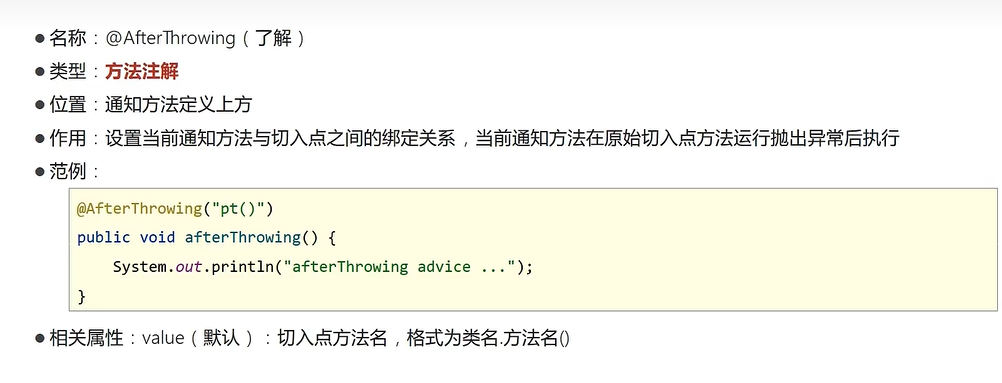 ●名称：@AfterThrowing（了解）
●类型：方法注解
●位置：通知方法定义上方
●作用：设置当前通知方法与切入点之间的绑定关系，当前通知方法在原始切入点方法运行抛出异常后执行
●范例：
@AfterThrowing("pt()")
public void afterThrowing() {
    System.out.println("afterThrowing advice ...");
}
●相关属性：value（默认）：切入点方法名，格式为类名.方法名()